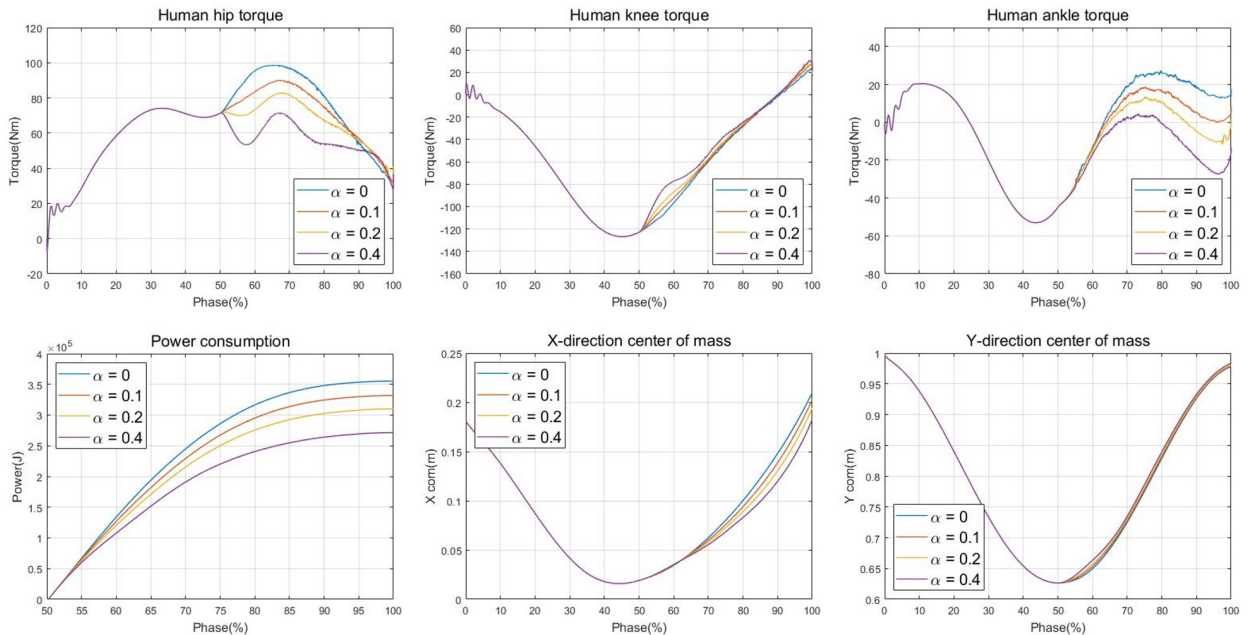 Human hip torque
120
100
80
60
40
20
0
-20
Torque(Nm)
0 10 20 30 40 50 60 70 80 90 100
Phase(%)
α = 0
α = 0.1
α = 0.2
α = 0.4
Human knee torque
60
40
20
0
-20
-40
-60
-80
-100
-120
-140
-160
Torque(Nm)
0 10 20 30 40 50 60 70 80 90 100
Phase(%)
α = 0
α = 0.1
α = 0.2
α = 0.4
Human ankle torque
40
20
0
-20
-40
-60
-80
Torque(Nm)
0 10 20 30 40 50 60 70 80 90 100
Phase(%)
α = 0
α = 0.1
α = 0.2
α = 0.4
Power consumption
×10⁵
4
3.5
3
2.5
2
1.5
1
0.5
0
Power(J)
50 55 60 65 70 75 80 85 90 95 100
Phase(%)
α = 0
α = 0.1
α = 0.2
α = 0.4
X-direction center of mass
0.25
0.2
0.15
0.1
0.05
0
X com(m)
0 10 20 30 40 50 60 70 80 90 100
Phase(%)
α = 0
α = 0.1
α = 0.2
α = 0.4
Y-direction center of mass
1
0.95
0.9
0.85
0.8
0.75
0.7
0.65
0.6
Y com(m)
0 10 20 30 40 50 60 70 80 90 100
Phase(%)
α = 0
α = 0.1
α = 0.2
α = 0.4